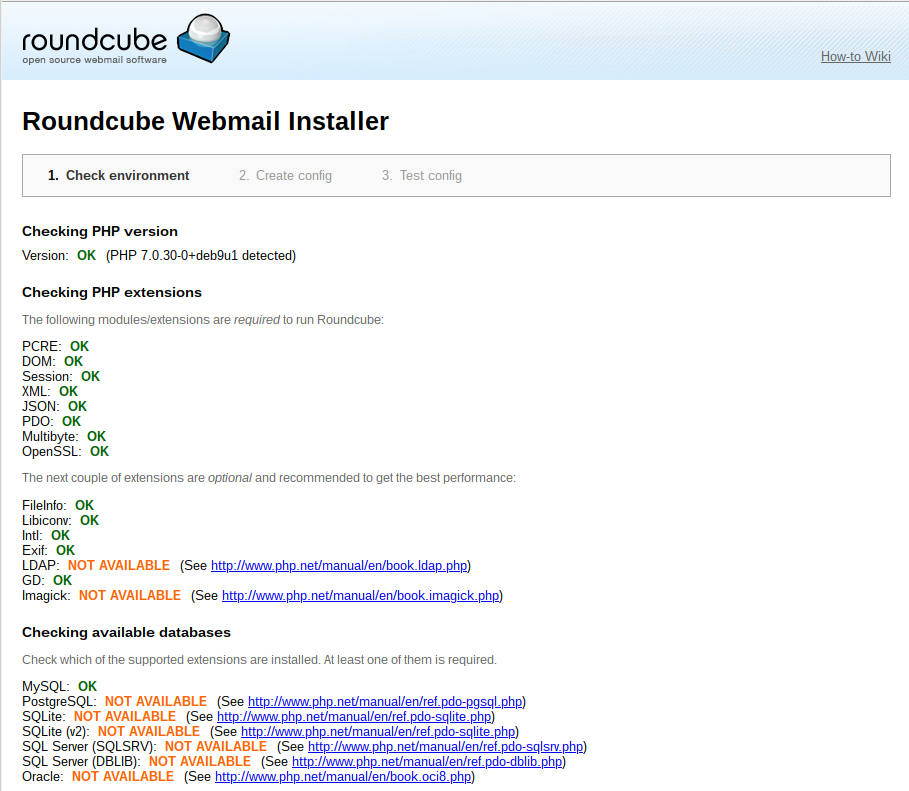 roundcube
open source webmail software
How-to Wiki
Roundcube Webmail Installer
1. Check environment 2. Create config 3. Test config
Checking PHP version
Version: OK (PHP 7.0.30-0+deb9u1 detected)
Checking PHP extensions
The following modules/extensions are required to run Roundcube:
PCRE: OK
DOM: OK
Session: OK
XML: OK
JSON: OK
PDO: OK
Multibyte: OK
OpenSSL: OK
The next couple of extensions are optional and recommended to get the best performance:
FileInfo: OK
Libiconv: OK
Intl: OK
Exif: OK
LDAP: NOT AVAILABLE (See http://www.php.net/manual/en/book.ldap.php)
GD: OK
Imagick: NOT AVAILABLE (See http://www.php.net/manual/en/book.imagick.php)
Checking available databases
Check which of the supported extensions are installed. At least one of them is required.
MySQL: OK
PostgreSQL: NOT AVAILABLE (See http://www.php.net/manual/en/ref.pdo-pgsql.php)
SQLite: NOT AVAILABLE (See http://www.php.net/manual/en/ref.pdo-sqlite.php)
SQLite (v2): NOT AVAILABLE (See http://www.php.net/manual/en/ref.pdo-sqlite.php)
SQL Server (SQLSRV): NOT AVAILABLE (See http://www.php.net/manual/en/ref.pdo-sqlsrv.php)
SQL Server (DBLIB): NOT AVAILABLE (See http://www.php.net/manual/en/ref.pdo-dblib.php)
Oracle: NOT AVAILABLE (See http://www.php.net/manual/en/book.oci8.php)